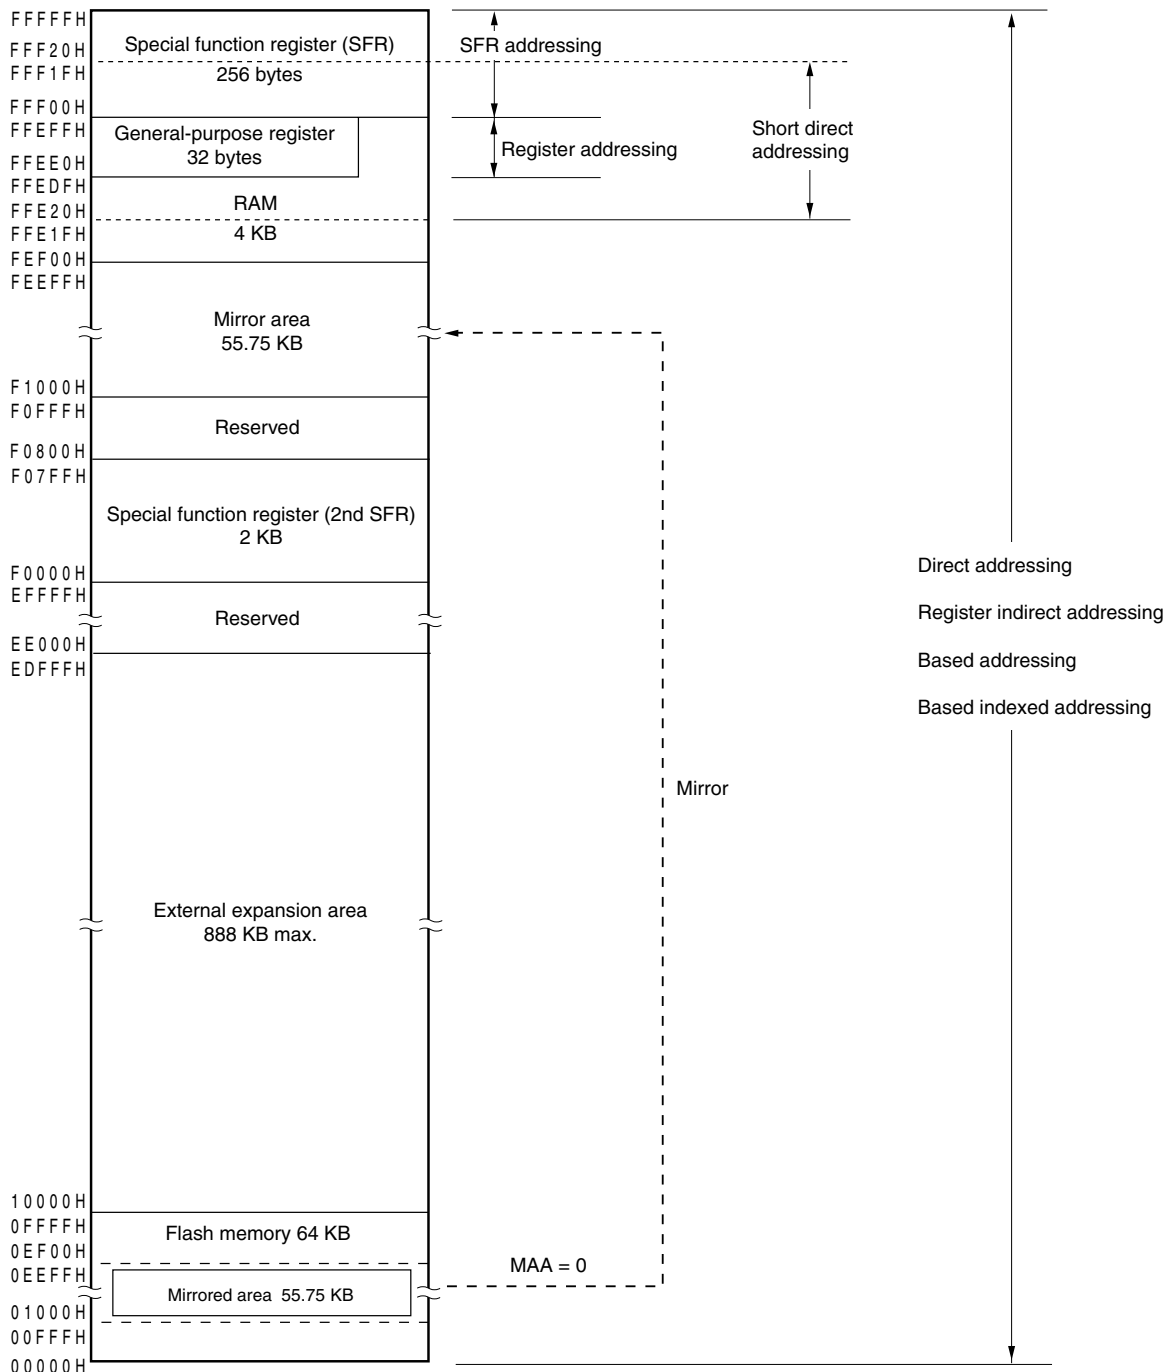 FFFFFH
FFF20H
FFF1FH
FFF00H
FFEFFH
FFEE0H
FFEDFH
FFE20H
FFE1FH
FEF00H
FEEFFH
F1000H
F0FFFH
F0800H
F07FFH
F0000H
EFFFFH
EE000H
EDFFFH
10000H
0FFFFH
0EF00H
0EEFFH
01000H
00FFFH
00000H
Special function register (SFR)
256 bytes
General-purpose register
32 bytes
RAM
4 KB
Mirror area
55.75 KB
Reserved
Special function register (2nd SFR)
2 KB
Reserved
External expansion area
888 KB max.
Flash memory 64 KB
Mirrored area 55.75 KB
SFR addressing
Register addressing
Short direct
addressing
Mirror
MAA = 0
Direct addressing
Register indirect addressing
Based addressing
Based indexed addressing